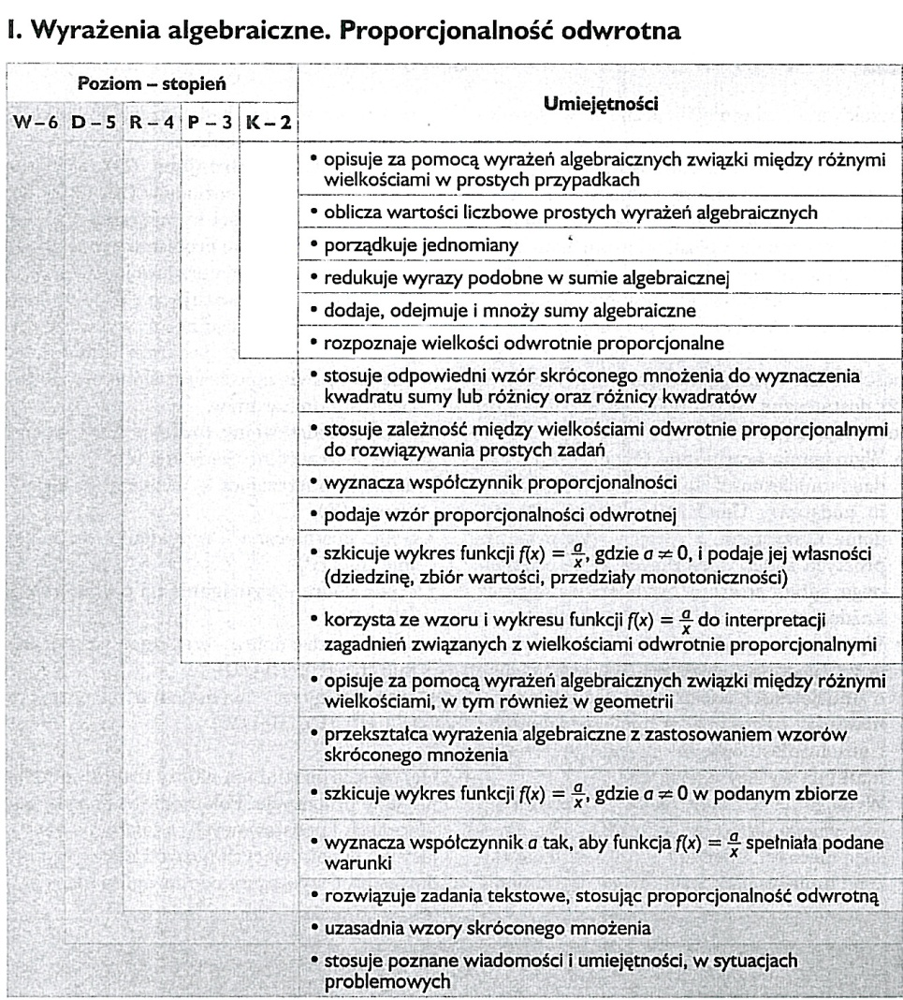 I. Wyrażenia algebraiczne. Proporcjonalność odwrotna
Poziom – stopień
Umiejętności
W – 6 D – 5 R – 4 P – 3 K – 2
• opisuje za pomocą wyrażeń algebraicznych związki między różnymi
wielkościami w prostych przypadkach
• oblicza wartości liczbowe prostych wyrażeń algebraicznych
• porządkuje jednomiany
• redukuje wyrazy podobne w sumie algebraicznej
• dodaje, odejmuje i mnoży sumy algebraiczne
• rozpoznaje wielkości odwrotnie proporcjonalne
• stosuje odpowiedni wzór skróconego mnożenia do wyznaczenia
kwadratu sumy lub różnicy oraz różnicy kwadratów
• stosuje zależność między wielkościami odwrotnie proporcjonalnymi
do rozwiązywania prostych zadań
• wyznacza współczynnik proporcjonalności
• podaje wzór proporcjonalności odwrotnej
• szkicuje wykres funkcji f(x) = a/x, gdzie a ≠ 0, i podaje jej własności
(dziedzinę, zbiór wartości, przedziały monotoniczności)
• korzysta ze wzoru i wykresu funkcji f(x) = a/x do interpretacji
zagadnień związanych z wielkościami odwrotnie proporcjonalnymi
• opisuje za pomocą wyrażeń algebraicznych związki między różnymi
wielkościami, w tym również w geometrii
• przekształca wyrażenia algebraiczne z zastosowaniem wzorów
skróconego mnożenia
• szkicuje wykres funkcji f(x) = a/x, gdzie a ≠ 0 w podanym zbiorze
• wyznacza współczynnik a tak, aby funkcja f(x) = a/x spełniała podane
warunki
• rozwiązuje zadania tekstowe, stosując proporcjonalność odwrotną
• uzasadnia wzory skróconego mnożenia
• stosuje poznane wiadomości i umiejętności, w sytuacjach
problemowych